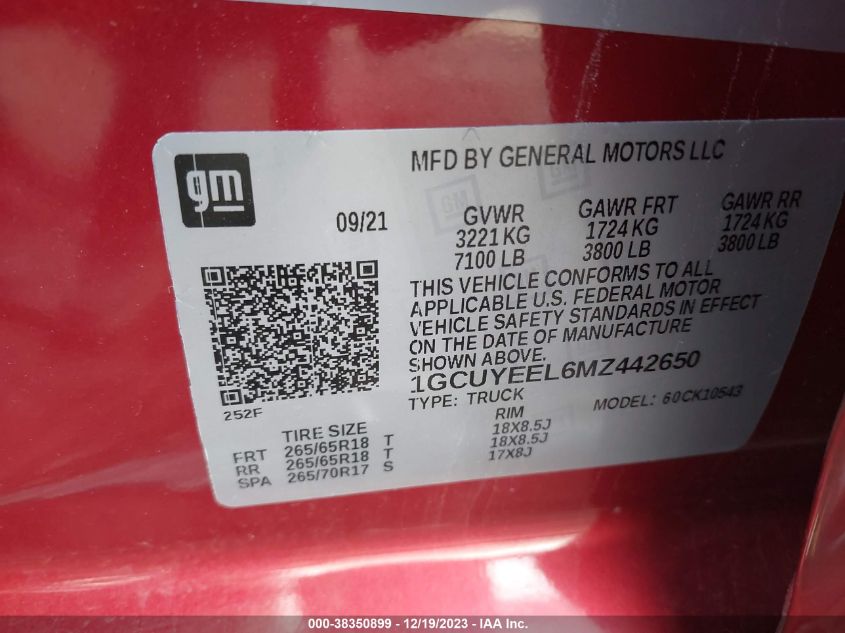 gm
MFD BY GENERAL MOTORS LLC
09/21
GVWR GAWR FRT GAWR RR
3221 KG 1724 KG 1724 KG
7100 LB 3800 LB 3800 LB
THIS VEHICLE CONFORMS TO ALL
APPLICABLE U.S. FEDERAL MOTOR
VEHICLE SAFETY STANDARDS IN EFFECT
ON THE DATE OF MANUFACTURE
SHOWN ABOVE.
1GCUYEEL6MZ442650
TYPE: TRUCK MODEL: 60CK10543
252F
TIRE SIZE RIM
FRT 265/65R18 T 18X8.5J
RR 265/65R18 T 18X8.5J
SPA 265/70R17 S 17X8J
000-38350899 - 12/19/2023 - IAA Inc.